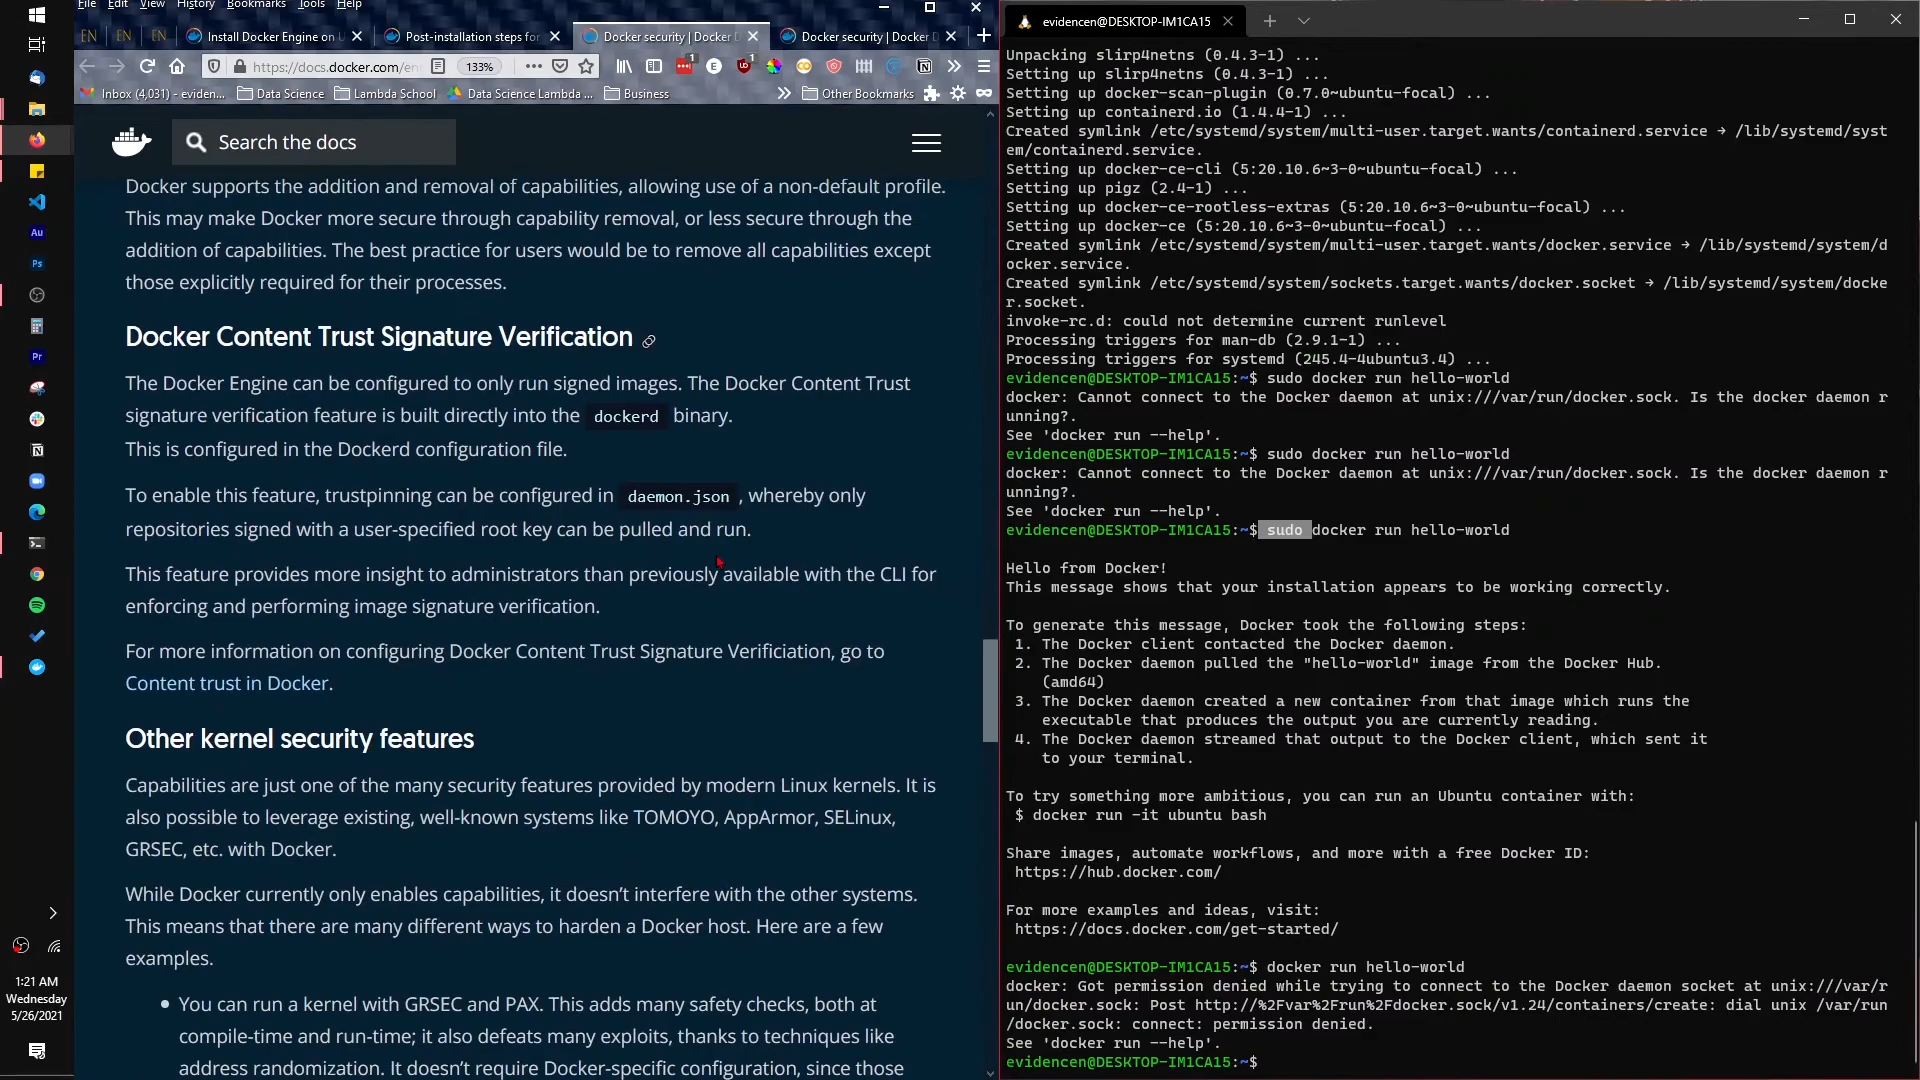 File Edit View History Bookmarks Tools Help
EN EN EN Install Docker Engine on U Post-installation steps for Docker security | Docker D Docker security | Docker D
https://docs.docker.com/en 133%
Inbox (4,031) - eviden... Data Science Lambda School Data Science Lambda ... Business Other Bookmarks
Search the docs
Docker supports the addition and removal of capabilities, allowing use of a non-default profile.
This may make Docker more secure through capability removal, or less secure through the
addition of capabilities. The best practice for users would be to remove all capabilities except
those explicitly required for their processes.
Docker Content Trust Signature Verification
The Docker Engine can be configured to only run signed images. The Docker Content Trust
signature verification feature is built directly into the dockerd binary.
This is configured in the Dockerd configuration file.
To enable this feature, trustpinning can be configured in daemon.json , whereby only
repositories signed with a user-specified root key can be pulled and run.
This feature provides more insight to administrators than previously available with the CLI for
enforcing and performing image signature verification.
For more information on configuring Docker Content Trust Signature Verificiation, go to
Content trust in Docker.
Other kernel security features
Capabilities are just one of the many security features provided by modern Linux kernels. It is
also possible to leverage existing, well-known systems like TOMOYO, AppArmor, SELinux,
GRSEC, etc. with Docker.
While Docker currently only enables capabilities, it doesn’t interfere with the other systems.
This means that there are many different ways to harden a Docker host. Here are a few
examples.
You can run a kernel with GRSEC and PAX. This adds many safety checks, both at
compile-time and run-time; it also defeats many exploits, thanks to techniques like
address randomization. It doesn’t require Docker-specific configuration, since those
Au
Ps
Pr
1:21 AM
Wednesday
5/26/2021
evidencen@DESKTOP-IM1CA15
Unpacking slirp4netns (0.4.3-1) ...
Setting up slirp4netns (0.4.3-1) ...
Setting up docker-scan-plugin (0.7.0~ubuntu-focal) ...
Setting up containerd.io (1.4.4-1) ...
Created symlink /etc/systemd/system/multi-user.target.wants/containerd.service → /lib/systemd/syst
em/containerd.service.
Setting up docker-ce-cli (5:20.10.6~3-0~ubuntu-focal) ...
Setting up pigz (2.4-1) ...
Setting up docker-ce-rootless-extras (5:20.10.6~3-0~ubuntu-focal) ...
Setting up docker-ce (5:20.10.6~3-0~ubuntu-focal) ...
Created symlink /etc/systemd/system/multi-user.target.wants/docker.service → /lib/systemd/system/d
ocker.service.
Created symlink /etc/systemd/system/sockets.target.wants/docker.socket → /lib/systemd/system/docke
r.socket.
invoke-rc.d: could not determine current runlevel
Processing triggers for man-db (2.9.1-1) ...
Processing triggers for systemd (245.4-4ubuntu3.4) ...
evidencen@DESKTOP-IM1CA15:~$ sudo docker run hello-world
docker: Cannot connect to the Docker daemon at unix:///var/run/docker.sock. Is the docker daemon r
unning?.
See 'docker run --help'.
evidencen@DESKTOP-IM1CA15:~$ sudo docker run hello-world
docker: Cannot connect to the Docker daemon at unix:///var/run/docker.sock. Is the docker daemon r
unning?.
See 'docker run --help'.
evidencen@DESKTOP-IM1CA15:~$ sudo docker run hello-world
Hello from Docker!
This message shows that your installation appears to be working correctly.
To generate this message, Docker took the following steps:
1. The Docker client contacted the Docker daemon.
2. The Docker daemon pulled the "hello-world" image from the Docker Hub.
(amd64)
3. The Docker daemon created a new container from that image which runs the
executable that produces the output you are currently reading.
4. The Docker daemon streamed that output to the Docker client, which sent it
to your terminal.
To try something more ambitious, you can run an Ubuntu container with:
$ docker run -it ubuntu bash
Share images, automate workflows, and more with a free Docker ID:
https://hub.docker.com/
For more examples and ideas, visit:
https://docs.docker.com/get-started/
evidencen@DESKTOP-IM1CA15:~$ docker run hello-world
docker: Got permission denied while trying to connect to the Docker daemon socket at unix:///var/r
un/docker.sock: Post http://%2Fvar%2Frun%2Fdocker.sock/v1.24/containers/create: dial unix /var/run
/docker.sock: connect: permission denied.
See 'docker run --help'.
evidencen@DESKTOP-IM1CA15:~$